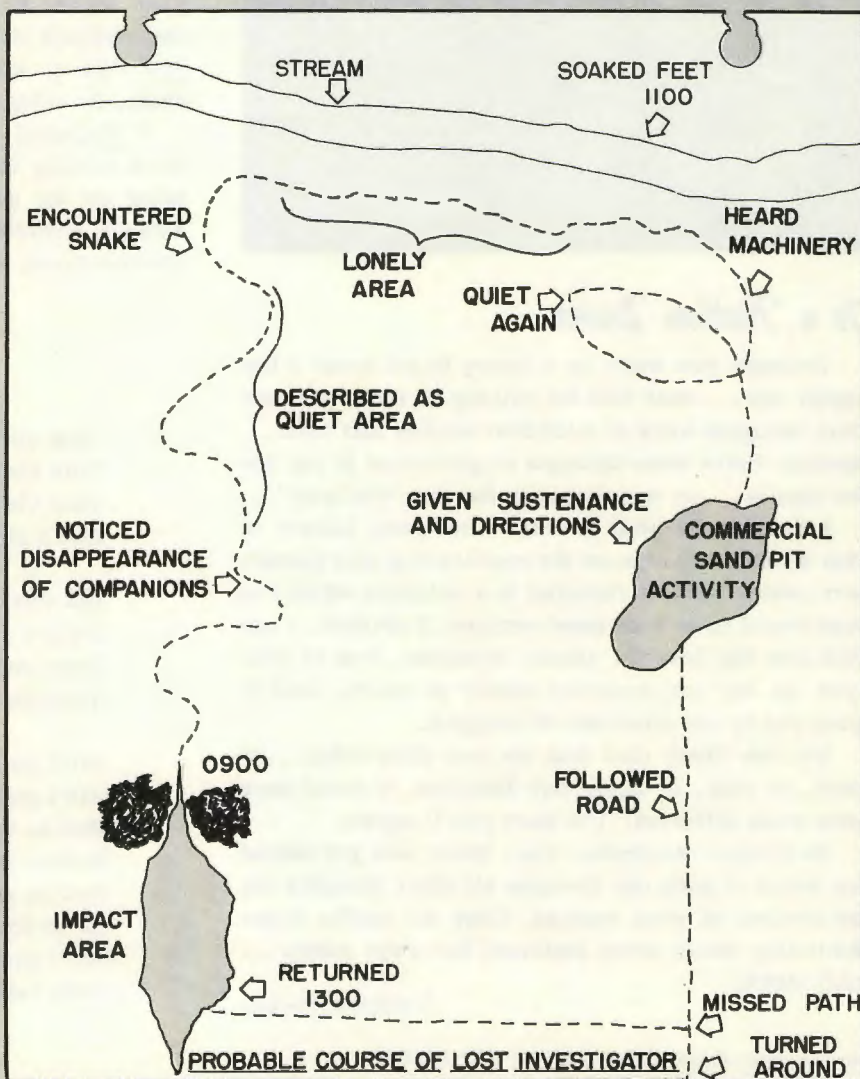 STREAM
SOAKED FEET
1100
ENCOUNTERED
SNAKE
LONELY
AREA
HEARD
MACHINERY
QUIET
AGAIN
DESCRIBED AS
QUIET AREA
NOTICED
DISAPPEARANCE
OF COMPANIONS
GIVEN SUSTENANCE
AND DIRECTIONS
COMMERCIAL
SAND PIT
ACTIVITY
0900
FOLLOWED
ROAD
IMPACT
AREA
RETURNED
1300
MISSED PATH
TURNED
AROUND
PROBABLE COURSE OF LOST INVESTIGATOR